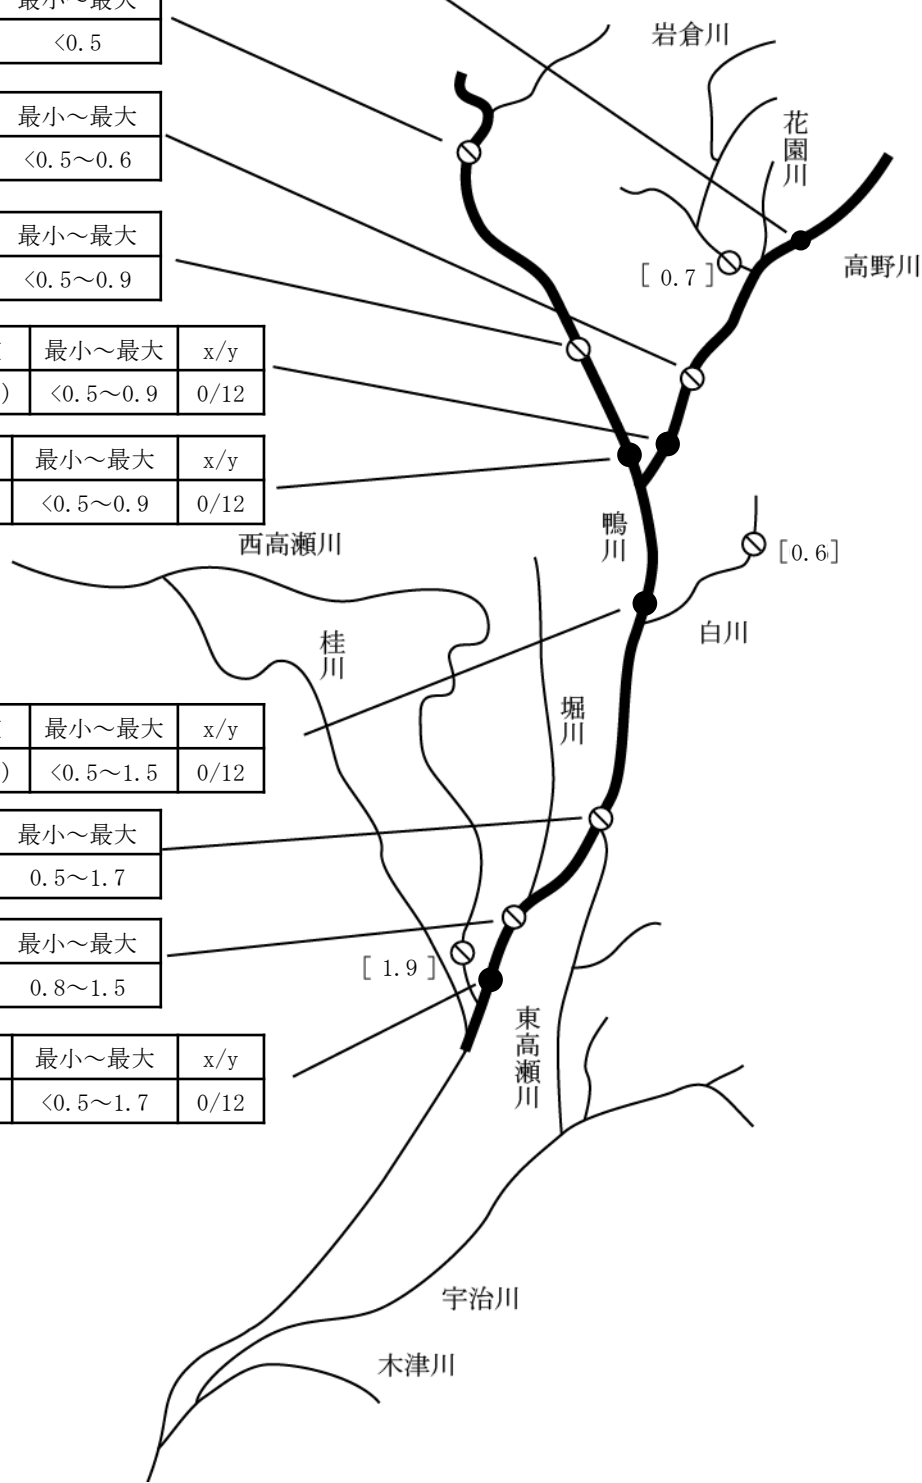 最小～最大
<0.5
最小～最大
<0.5～0.6
最小～最大
<0.5～0.9
最小～最大 x/y
) <0.5～0.9 0/12
最小～最大 x/y
<0.5～0.9 0/12
最小～最大 x/y
) <0.5～1.5 0/12
最小～最大
0.5～1.7
最小～最大
0.8～1.5
最小～最大 x/y
<0.5～1.7 0/12
岩倉川
花園川
高野川
[ 0.7 ]
鴨川
[0.6]
白川
西高瀬川
桂川
堀川
[ 1.9 ]
東高瀬川
宇治川
木津川